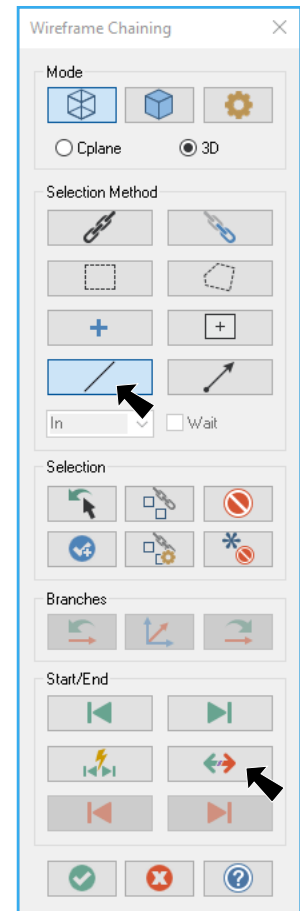 Wireframe Chaining
Mode
Cplane
3D
Selection Method
In
Wait
Selection
Branches
Start/End